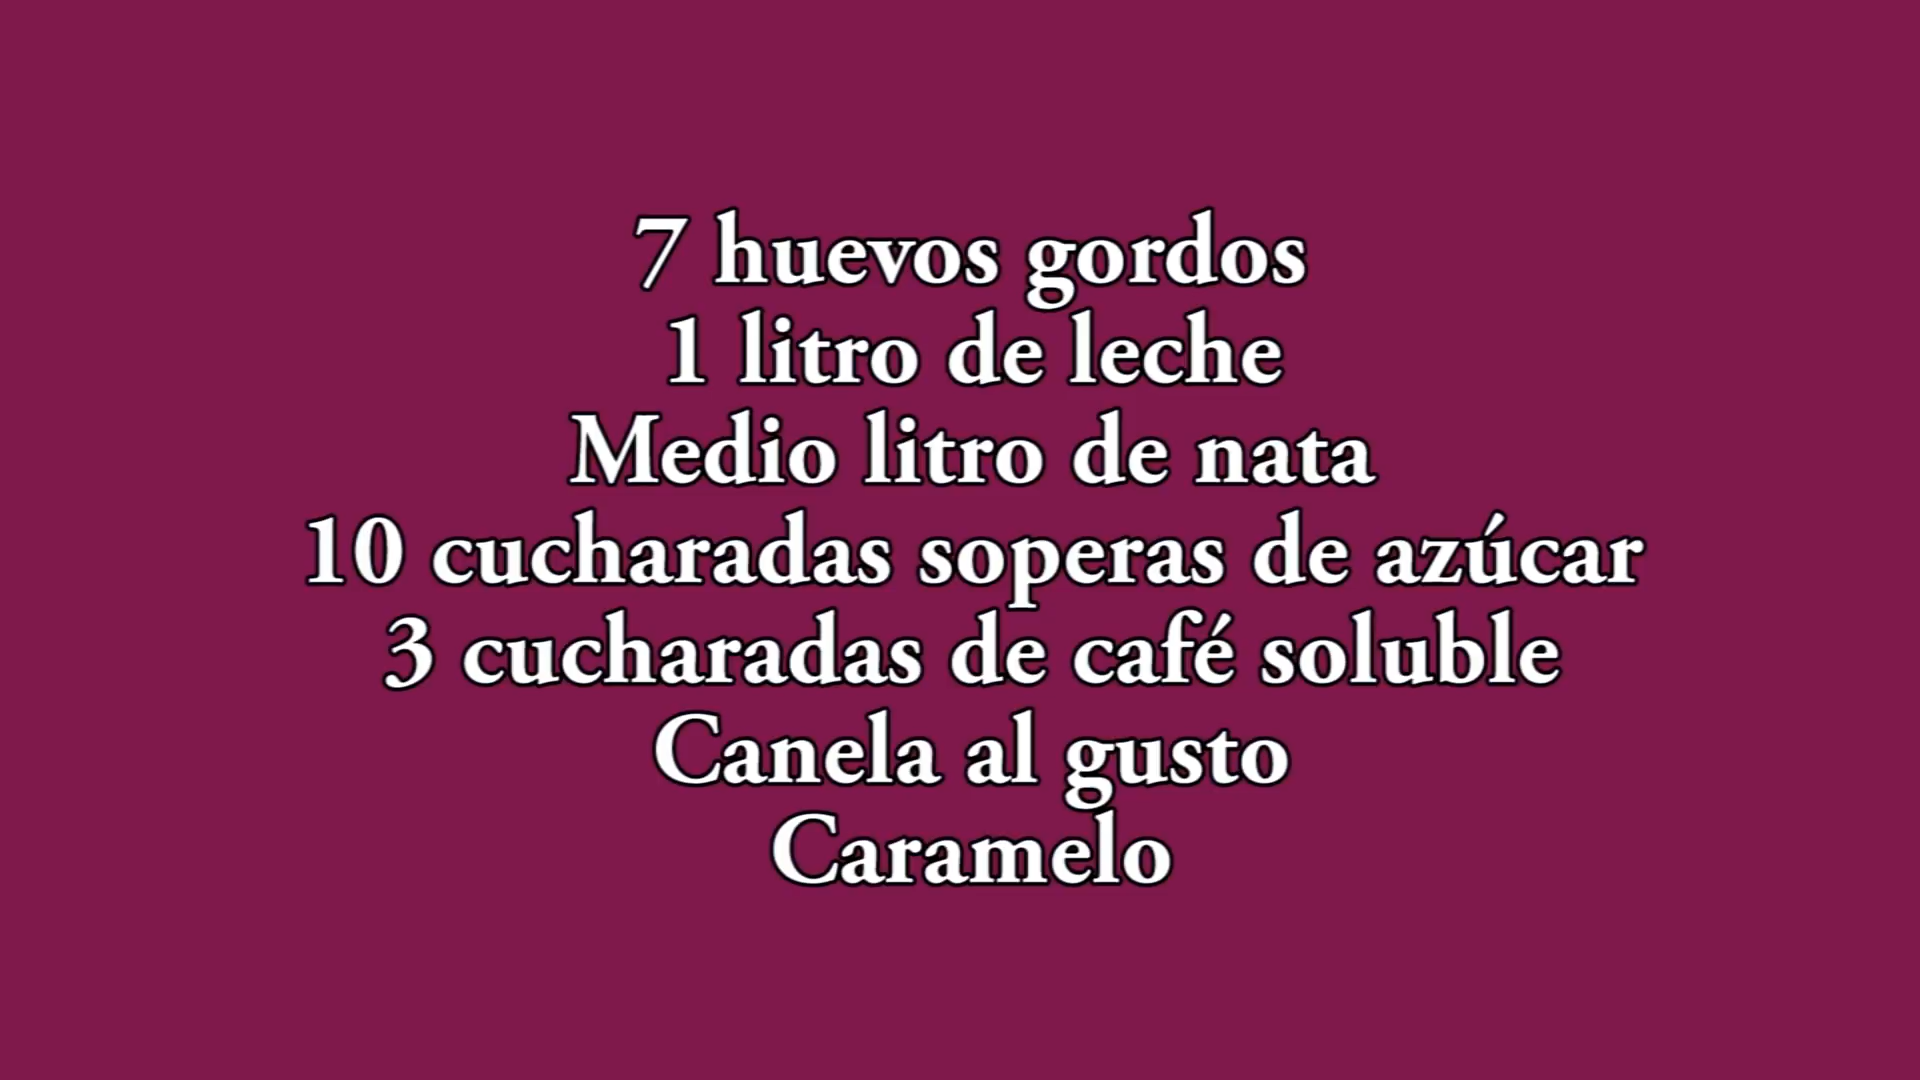 7 huevos gordos
1 litro de leche
Medio litro de nata
10 cucharadas soperas de azúcar
3 cucharadas de café soluble
Canela al gusto
Caramelo